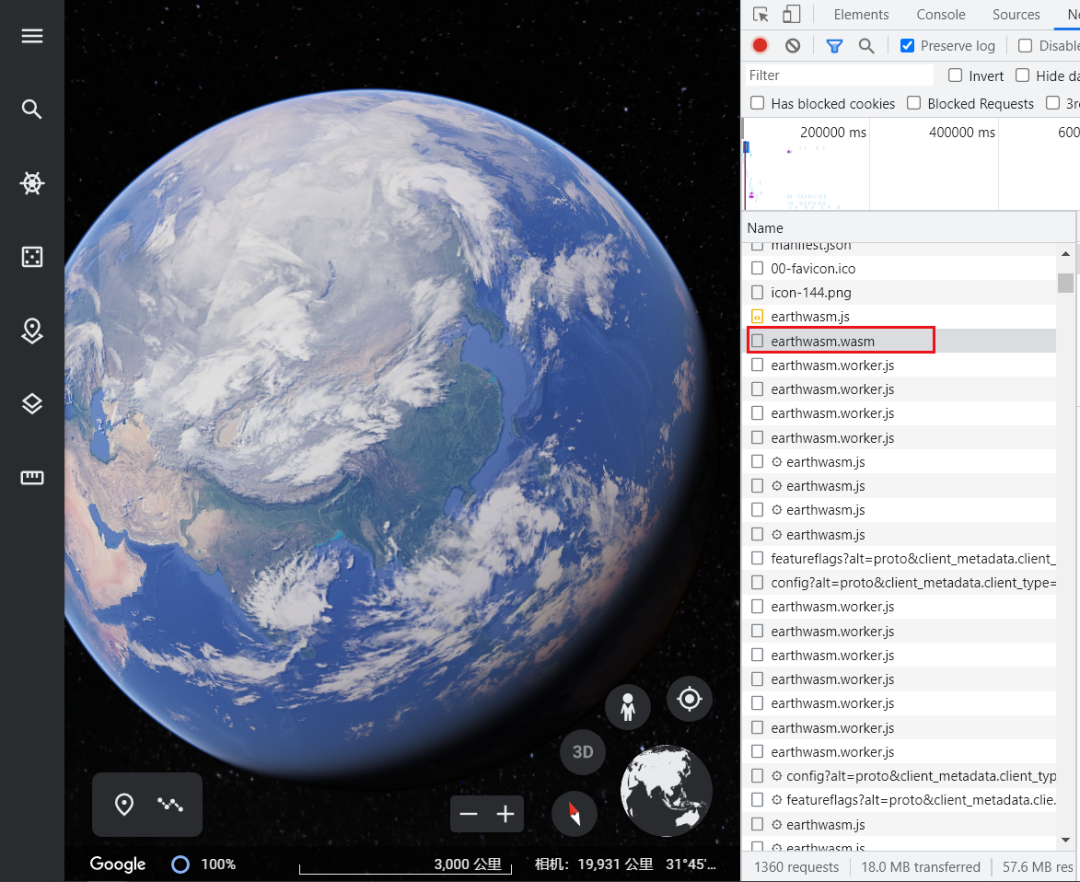 Elements Console Sources Ne
Preserve log Disable
Filter Invert Hide da
Has blocked cookies Blocked Requests 3r
200000 ms 400000 ms 600
Name
manifest.json
00-favicon.ico
icon-144.png
earthwasm.js
earthwasm.wasm
earthwasm.worker.js
earthwasm.worker.js
earthwasm.worker.js
earthwasm.worker.js
earthwasm.js
earthwasm.js
earthwasm.js
earthwasm.js
featureflags?alt=proto&client_metadata.client_
config?alt=proto&client_metadata.client_type=
earthwasm.worker.js
earthwasm.worker.js
earthwasm.worker.js
earthwasm.worker.js
earthwasm.worker.js
earthwasm.worker.js
earthwasm.worker.js
config?alt=proto&client_metadata.client_typ
featureflags?alt=proto&client_metadata.clie.
earthwasm.js
earthwasm.js
1360 requests 18.0 MB transferred 57.6 MB res
3D
Google 100% 3,000 公里 相机：19,931 公里 31°45'...